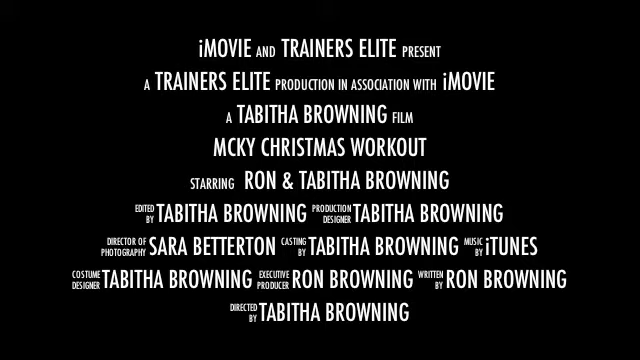 iMOVIE AND TRAINERS ELITE PRESENT
A TRAINERS ELITE PRODUCTION IN ASSOCIATION WITH iMOVIE
A TABITHA BROWNING FILM
MCKY CHRISTMAS WORKOUT
STARRING RON & TABITHA BROWNING
EDITED BY TABITHA BROWNING PRODUCTION DESIGNER TABITHA BROWNING
DIRECTOR OF PHOTOGRAPHY SARA BETTERTON CASTING BY TABITHA BROWNING MUSIC BY iTUNES
COSTUME DESIGNER TABITHA BROWNING EXECUTIVE PRODUCER RON BROWNING WRITTEN BY RON BROWNING
DIRECTED BY TABITHA BROWNING